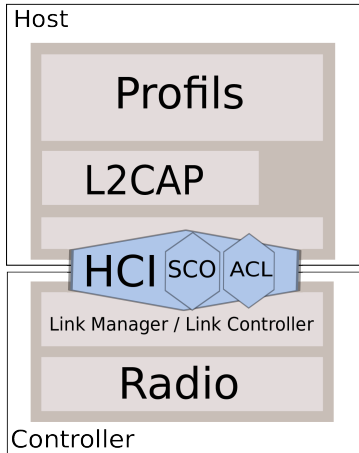 Host
Profils
L2CAP
HCI SCO ACL
Link Manager / Link Controller
Radio
Controller